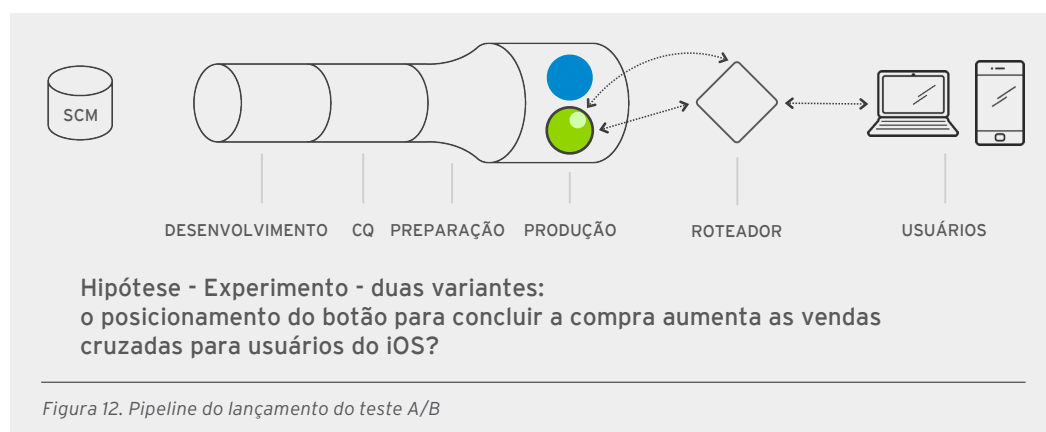 SCM
DESENVOLVIMENTO CQ PREPARAÇÃO PRODUÇÃO ROTEADOR USUÁRIOS
Hipótese - Experimento - duas variantes:
o posicionamento do botão para concluir a compra aumenta as vendas
cruzadas para usuários do iOS?
Figura 12. Pipeline do lançamento do teste A/B